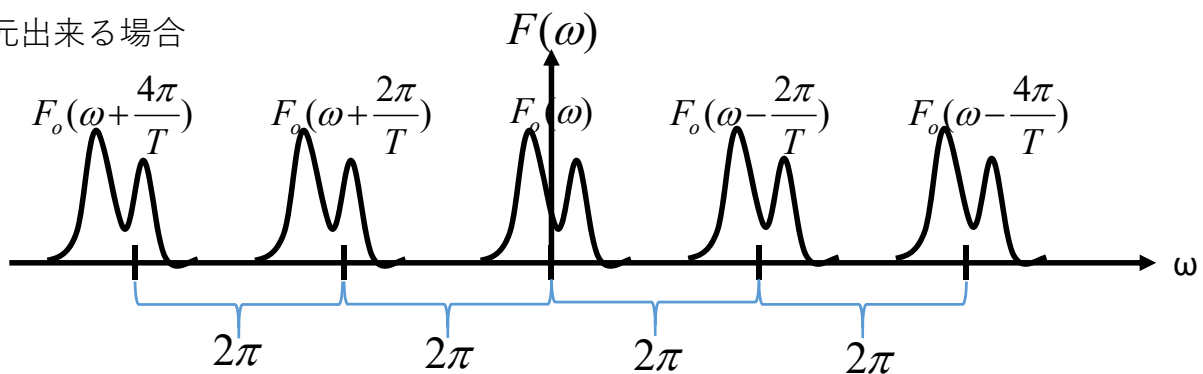 元出来る場合
F(ω)
F_o(ω+4π/T) F_o(ω+2π/T) F_o(ω) F_o(ω−2π/T) F_o(ω−4π/T)
ω
2π 2π 2π 2π